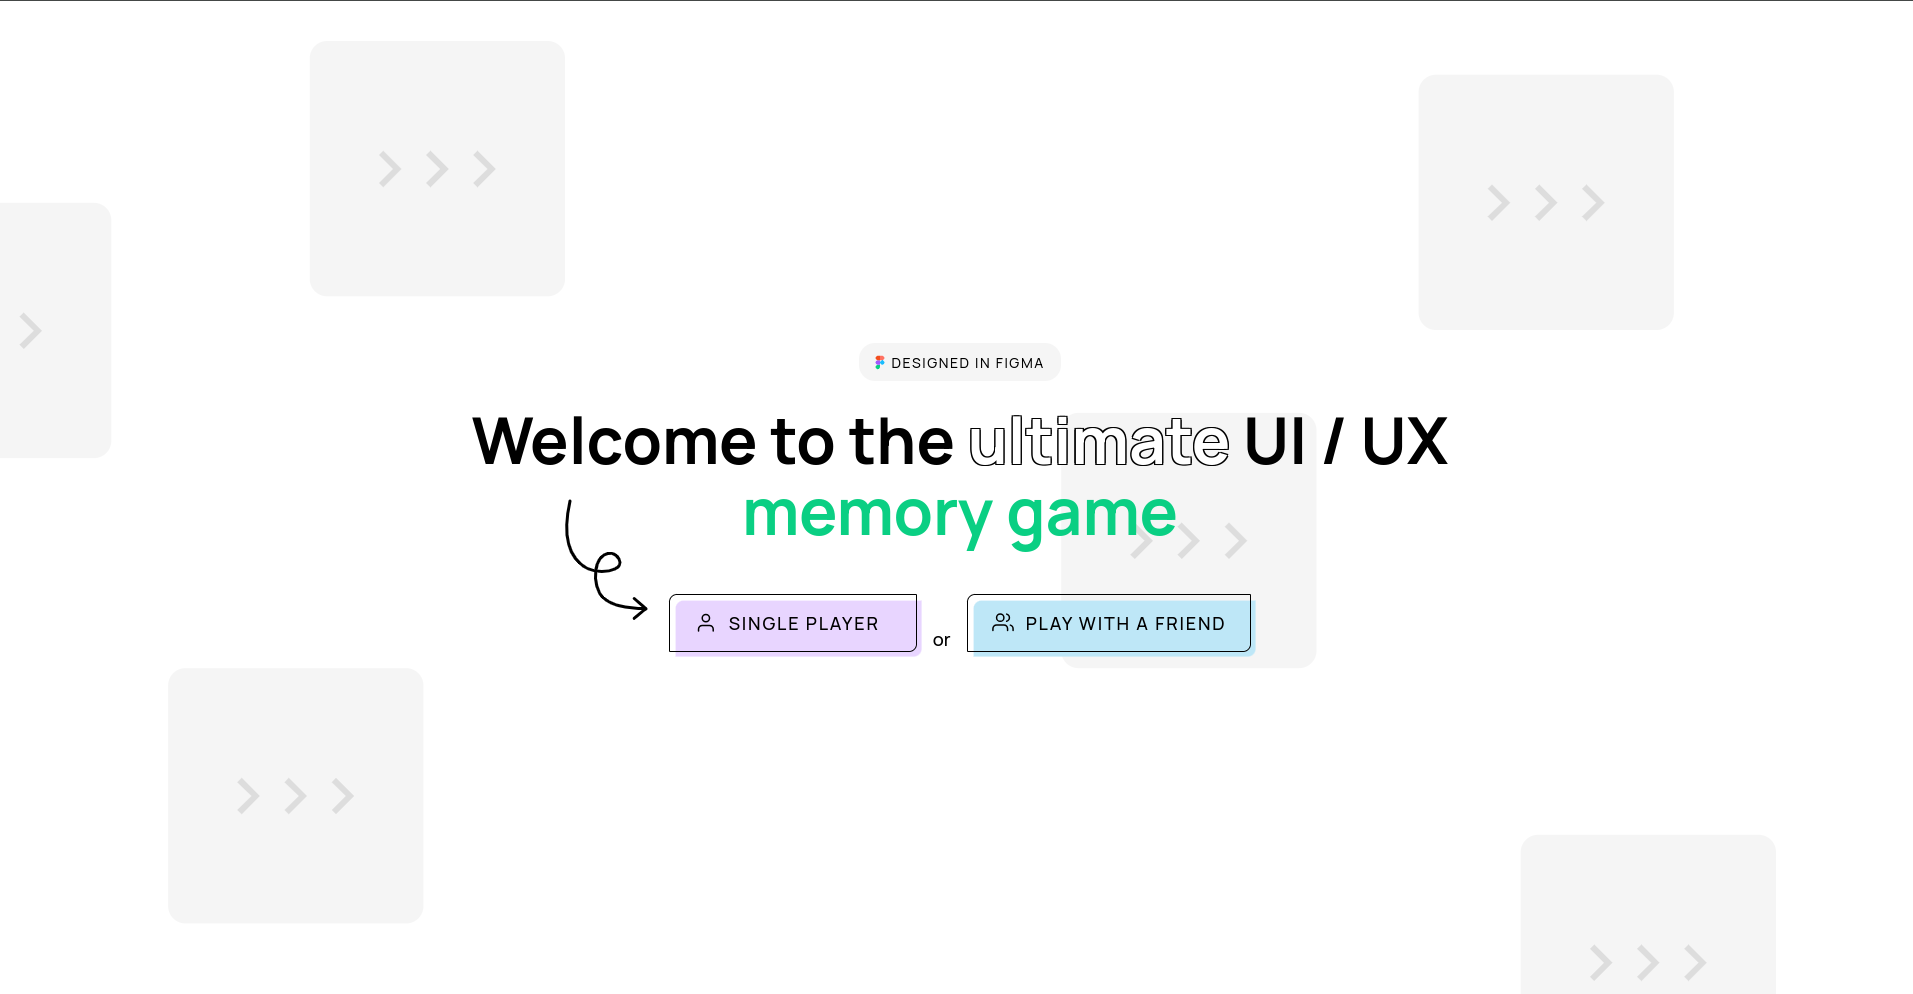 DESIGNED IN FIGMA
Welcome to the ultimate UI / UX
memory game
SINGLE PLAYER
or
PLAY WITH A FRIEND